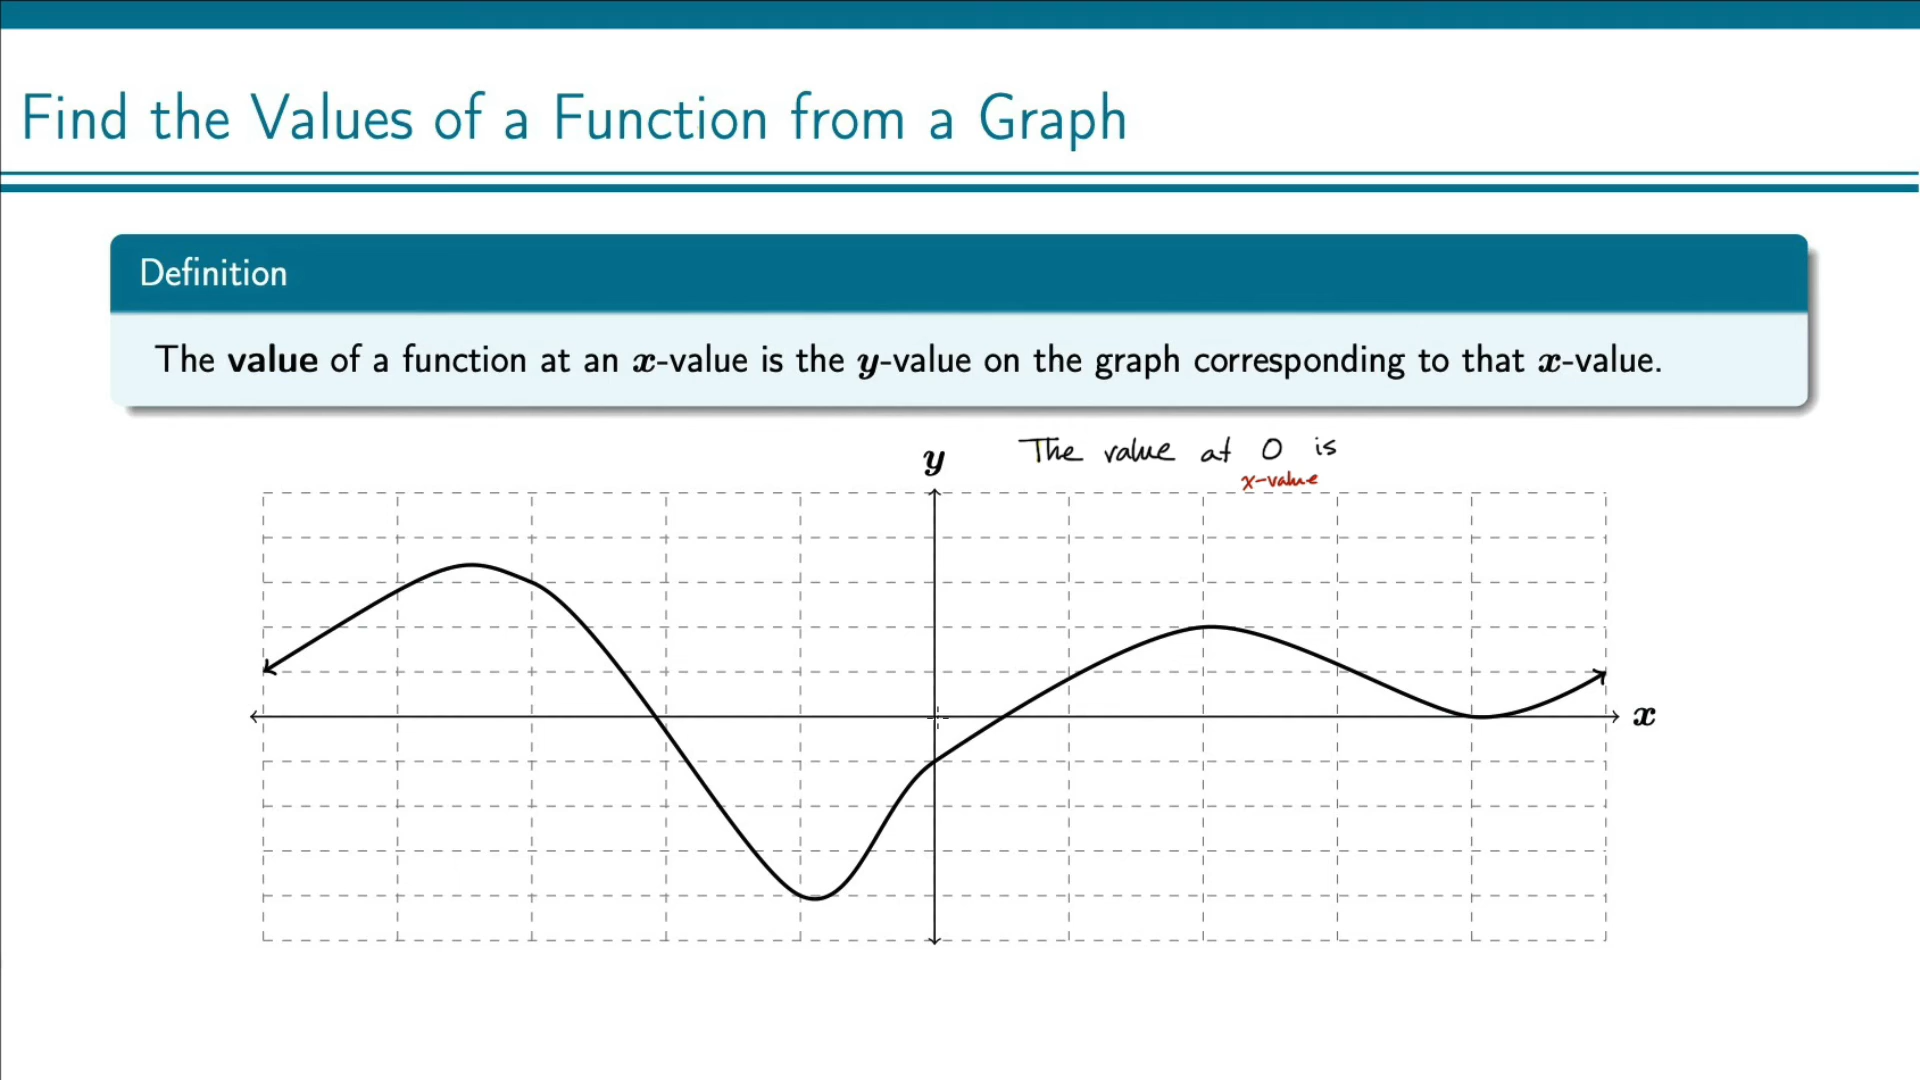 Find the Values of a Function from a Graph
Definition
The value of a function at an x-value is the y-value on the graph corresponding to that x-value.
The value at 0 is
x-value
y
x